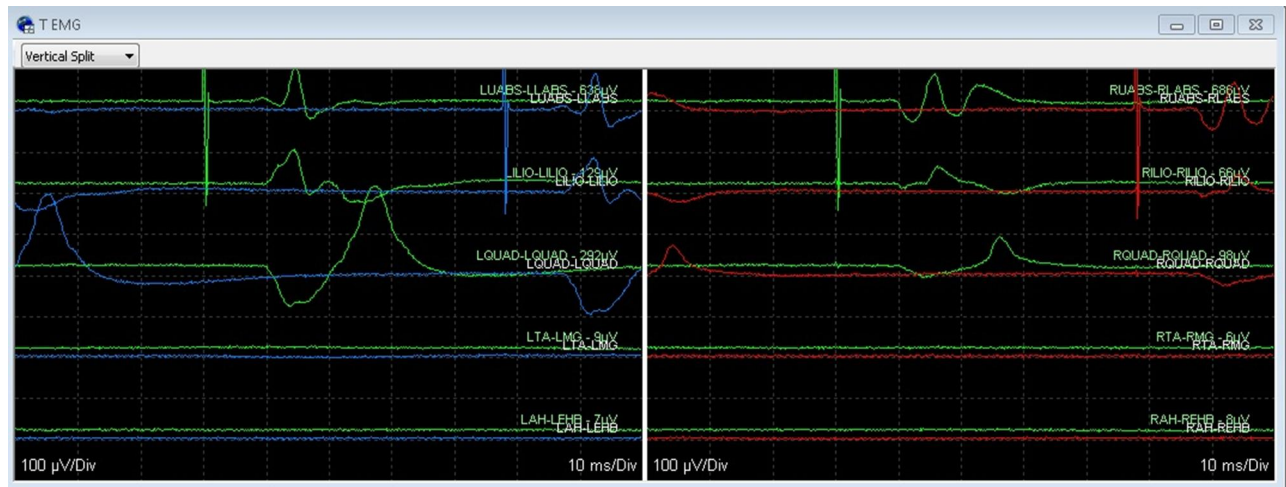 T EMG
Vertical Split
LUABS-LLABS - 638µV
LUABS-LLABS
LILIO-LILIO - 129µV
LILIO-LILIO
LQUAD-LQUAD - 292µV
LQUAD-LQUAD
LTA-LMG - 9µV
LTA-LMG
LAH-LEHB - 7µV
LAH-LEHB
100 µV/Div
10 ms/Div
RUABS-RLABS - 686µV
RUABS-RLABS
RILIO-RILIO - 66µV
RILIO-RILIO
RQUAD-RQUAD - 98µV
RQUAD-RQUAD
RTA-RMG - 6µV
RTA-RMG
RAH-REHB - 8µV
RAH-REHB
100 µV/Div
10 ms/Div